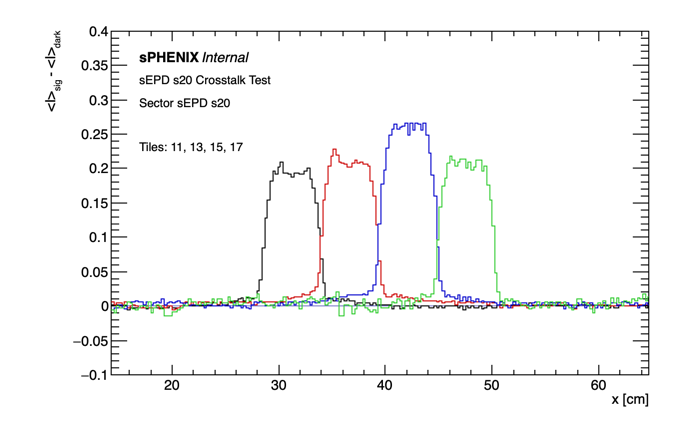 <I>sig - <I>dark
0.4
sPHENIX Internal
0.35
sEPD s20 Crosstalk Test
0.3
Sector sEPD s20
0.25
Tiles: 11, 13, 15, 17
0.2
0.15
0.1
0.05
0
−0.05
−0.1
20 30 40 50 60
x [cm]